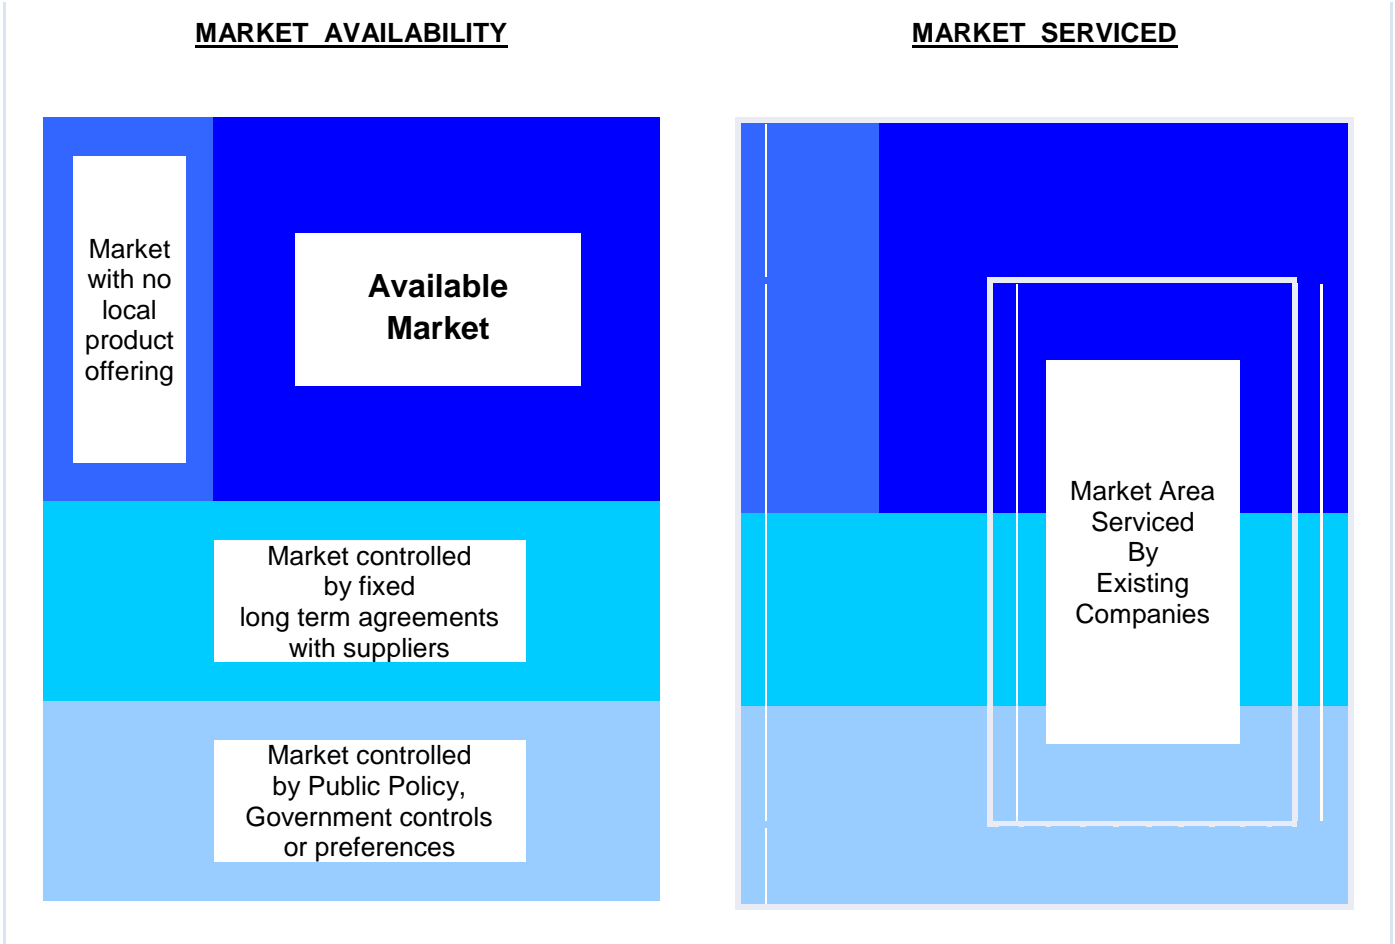 MARKET AVAILABILITY
MARKET SERVICED
Market
with no
local
product
offering
Available
Market
Market controlled
by fixed
long term agreements
with suppliers
Market controlled
by Public Policy,
Government controls
or preferences
Market Area
Serviced
By
Existing
Companies